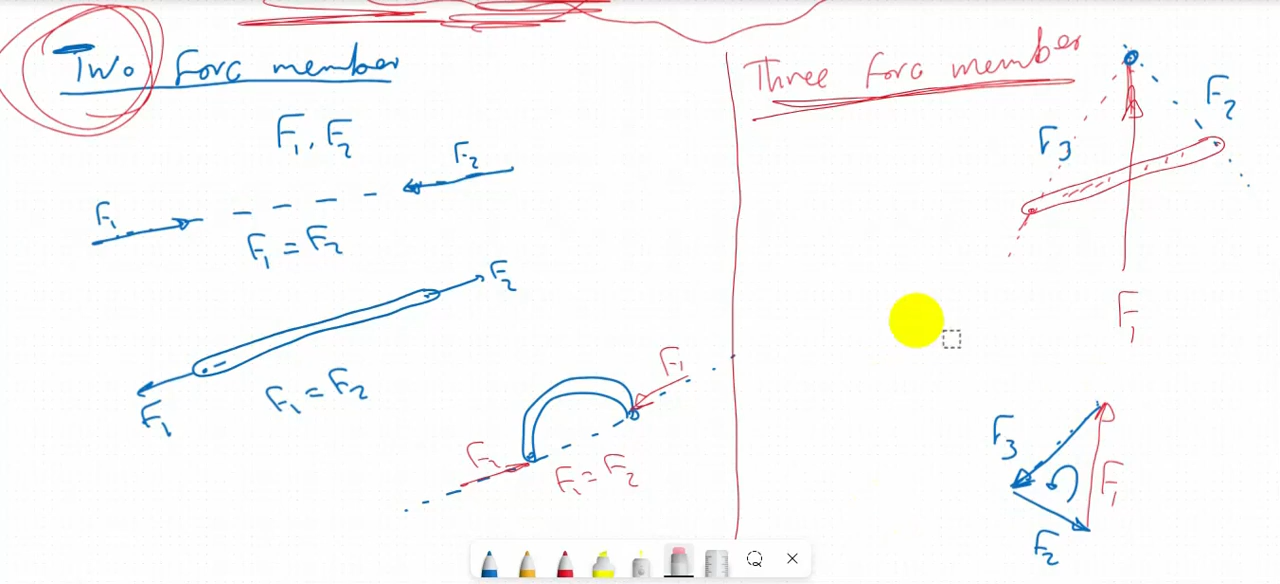 Two Forc member
F₁, F₂
F₁
F₂
F₁ = F₂
F₂
F₁
F₁ = F₂
F₁
F₂
F₁ = F₂
Three Forc member
F₂
F₃
F₁
F₃
F₁
F₂